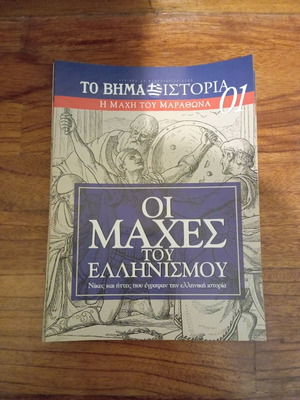 ΤΟ ΒΗΜΑ ΙΣΤΟΡΙΑ
Η ΜΑΧΗ ΤΟΥ ΜΑΡΑΘΩΝΑ
01
ΟΙ
ΜΑΧΕΣ
ΤΟΥ
ΕΛΛΗΝΙΣΜΟΥ
Νίκες και ήττες που έγραψαν την ελληνική ιστορία